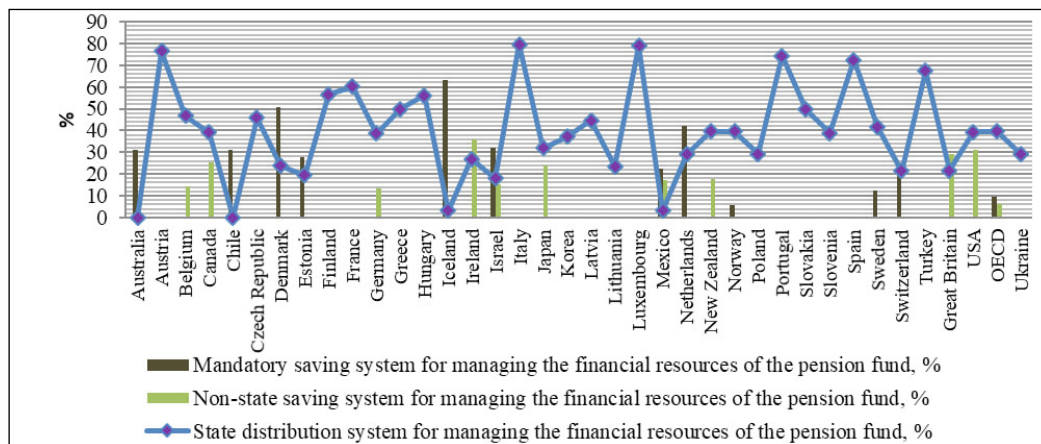 90
80
70
60
50
40
30
20
10
0
%
Australia
Austria
Belgium
Canada
Chile
Czech Republic
Denmark
Estonia
Finland
France
Germany
Greece
Hungary
Iceland
Ireland
Israel
Italy
Japan
Korea
Latvia
Lithuania
Luxembourg
Mexico
Netherlands
New Zealand
Norway
Poland
Portugal
Slovakia
Slovenia
Spain
Sweden
Switzerland
Turkey
Great Britain
USA
OECD
Ukraine
Mandatory saving system for managing the financial resources of the pension fund, %
Non-state saving system for managing the financial resources of the pension fund, %
State distribution system for managing the financial resources of the pension fund, %